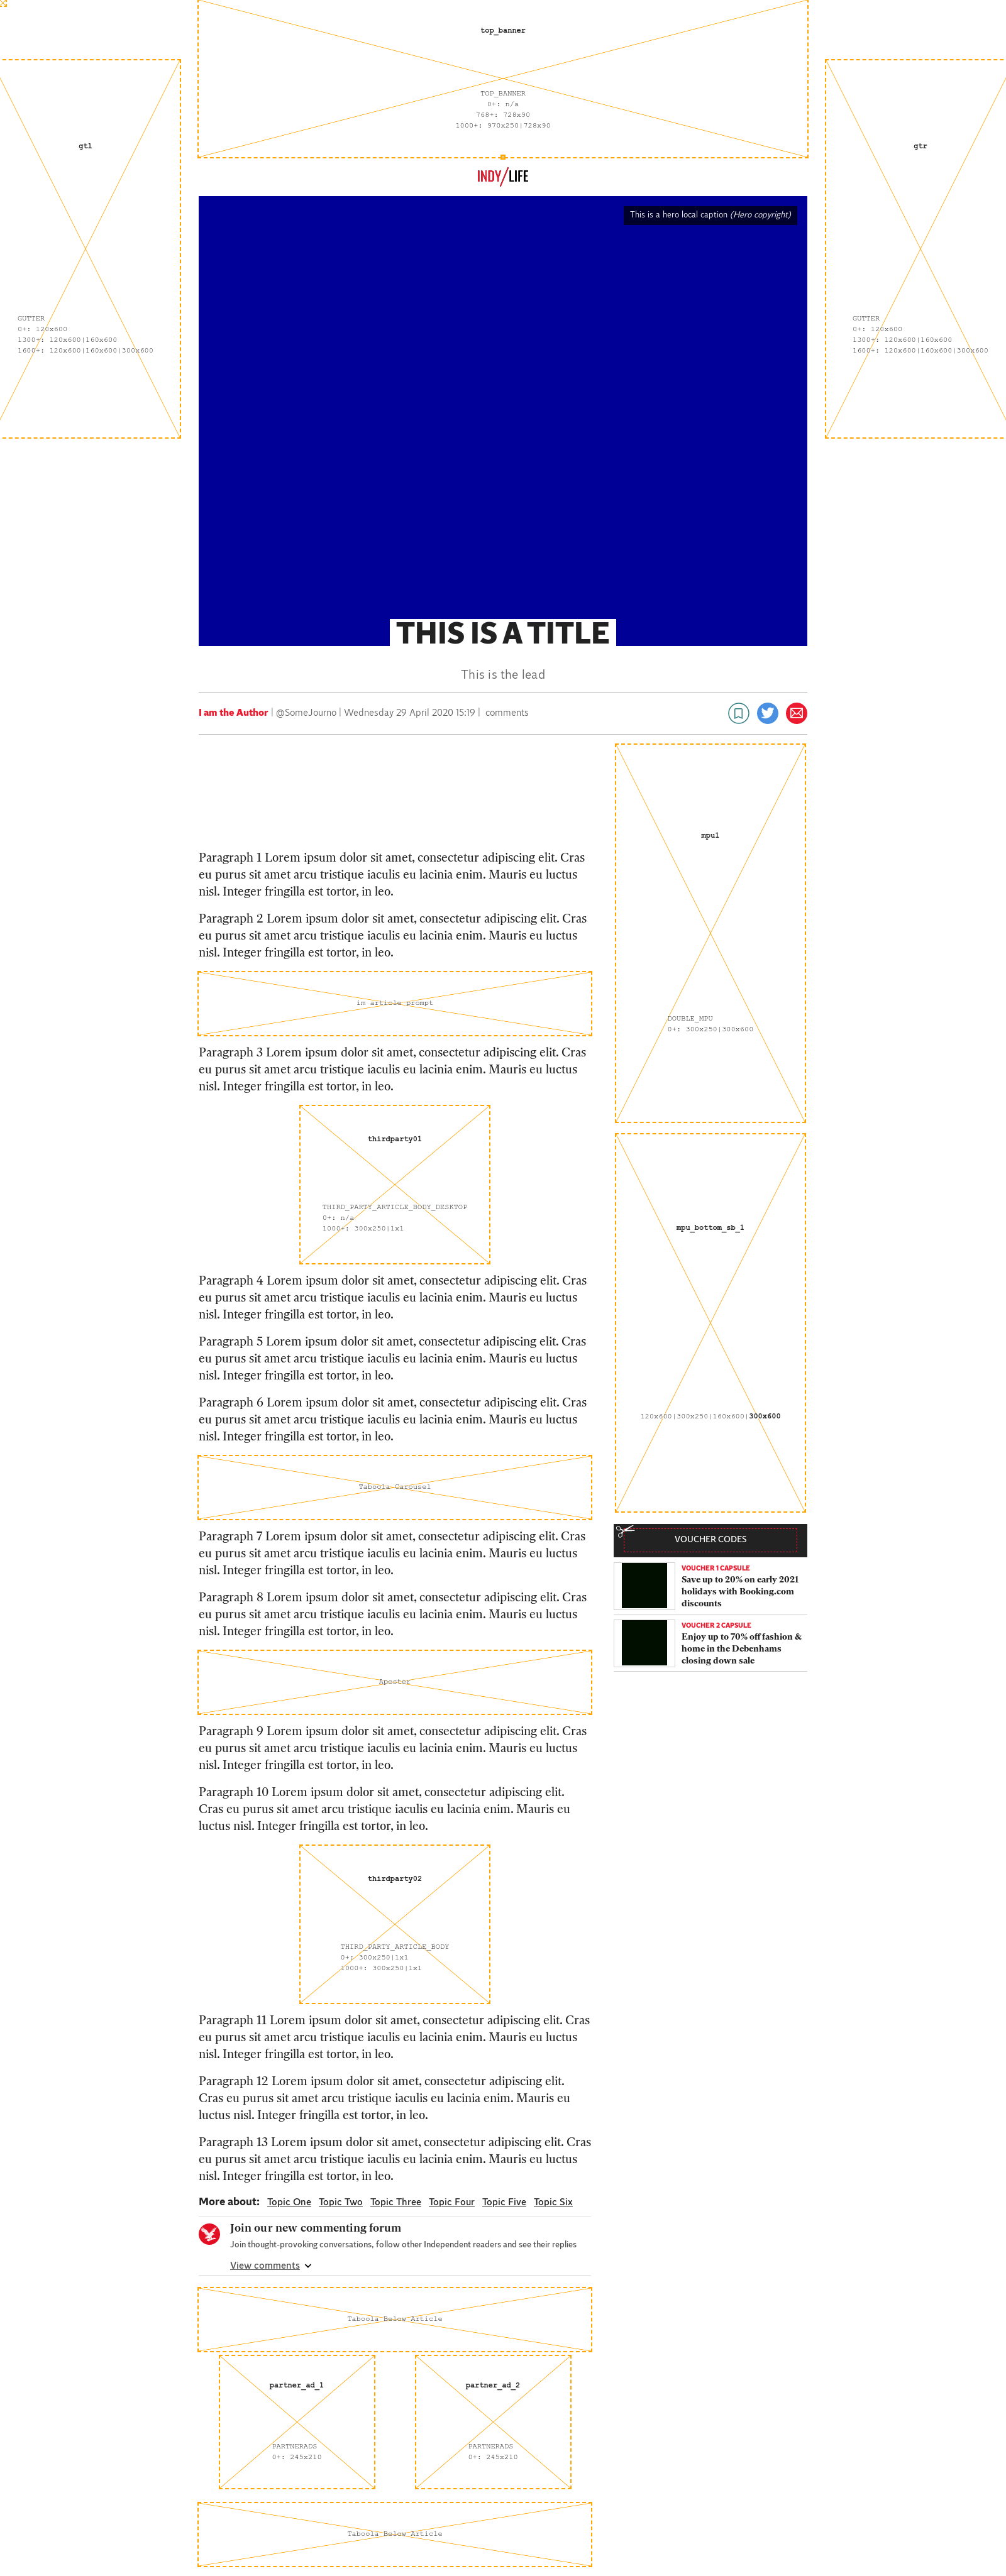 top_banner
TOP_BANNER
0+: n/a
768+: 728x90
1000+: 970x250|728x90
gtl
GUTTER
0+: 120x600
1300+: 120x600|160x600
1600+: 120x600|160x600|300x600
gtr
GUTTER
0+: 120x600
1300+: 120x600|160x600
1600+: 120x600|160x600|300x600
INDY/LIFE
This is a hero local caption (Hero copyright)
THIS IS A TITLE
This is the lead
I am the Author | @SomeJourno | Wednesday 29 April 2020 15:19 | comments
Paragraph 1 Lorem ipsum dolor sit amet, consectetur adipiscing elit. Cras
eu purus sit amet arcu tristique iaculis eu lacinia enim. Mauris eu luctus
nisl. Integer fringilla est tortor, in leo.
Paragraph 2 Lorem ipsum dolor sit amet, consectetur adipiscing elit. Cras
eu purus sit amet arcu tristique iaculis eu lacinia enim. Mauris eu luctus
nisl. Integer fringilla est tortor, in leo.
im article prompt
Paragraph 3 Lorem ipsum dolor sit amet, consectetur adipiscing elit. Cras
eu purus sit amet arcu tristique iaculis eu lacinia enim. Mauris eu luctus
nisl. Integer fringilla est tortor, in leo.
thirdparty01
THIRD_PARTY_ARTICLE_BODY_DESKTOP
0+: n/a
1000+: 300x250|1x1
Paragraph 4 Lorem ipsum dolor sit amet, consectetur adipiscing elit. Cras
eu purus sit amet arcu tristique iaculis eu lacinia enim. Mauris eu luctus
nisl. Integer fringilla est tortor, in leo.
Paragraph 5 Lorem ipsum dolor sit amet, consectetur adipiscing elit. Cras
eu purus sit amet arcu tristique iaculis eu lacinia enim. Mauris eu luctus
nisl. Integer fringilla est tortor, in leo.
Paragraph 6 Lorem ipsum dolor sit amet, consectetur adipiscing elit. Cras
eu purus sit amet arcu tristique iaculis eu lacinia enim. Mauris eu luctus
nisl. Integer fringilla est tortor, in leo.
Taboola Carousel
Paragraph 7 Lorem ipsum dolor sit amet, consectetur adipiscing elit. Cras
eu purus sit amet arcu tristique iaculis eu lacinia enim. Mauris eu luctus
nisl. Integer fringilla est tortor, in leo.
Paragraph 8 Lorem ipsum dolor sit amet, consectetur adipiscing elit. Cras
eu purus sit amet arcu tristique iaculis eu lacinia enim. Mauris eu luctus
nisl. Integer fringilla est tortor, in leo.
Apester
Paragraph 9 Lorem ipsum dolor sit amet, consectetur adipiscing elit. Cras
eu purus sit amet arcu tristique iaculis eu lacinia enim. Mauris eu luctus
nisl. Integer fringilla est tortor, in leo.
Paragraph 10 Lorem ipsum dolor sit amet, consectetur adipiscing elit.
Cras eu purus sit amet arcu tristique iaculis eu lacinia enim. Mauris eu
luctus nisl. Integer fringilla est tortor, in leo.
thirdparty02
THIRD_PARTY_ARTICLE_BODY
0+: 300x250|1x1
1000+: 300x250|1x1
Paragraph 11 Lorem ipsum dolor sit amet, consectetur adipiscing elit. Cras
eu purus sit amet arcu tristique iaculis eu lacinia enim. Mauris eu luctus
nisl. Integer fringilla est tortor, in leo.
Paragraph 12 Lorem ipsum dolor sit amet, consectetur adipiscing elit.
Cras eu purus sit amet arcu tristique iaculis eu lacinia enim. Mauris eu
luctus nisl. Integer fringilla est tortor, in leo.
Paragraph 13 Lorem ipsum dolor sit amet, consectetur adipiscing elit. Cras
eu purus sit amet arcu tristique iaculis eu lacinia enim. Mauris eu luctus
nisl. Integer fringilla est tortor, in leo.
More about: Topic One Topic Two Topic Three Topic Four Topic Five Topic Six
Join our new commenting forum
Join thought-provoking conversations, follow other Independent readers and see their replies
View comments
Taboola Below Article
partner_ad_1
PARTNERADS
0+: 245x210
partner_ad_2
PARTNERADS
0+: 245x210
Taboola Below Article
mpu1
DOUBLE_MPU
0+: 300x250|300x600
mpu_bottom_sb_1
120x600|300x250|160x600|300x600
VOUCHER CODES
VOUCHER 1 CAPSULE
Save up to 20% on early 2021
holidays with Booking.com
discounts
VOUCHER 2 CAPSULE
Enjoy up to 70% off fashion &
home in the Debenhams
closing down sale